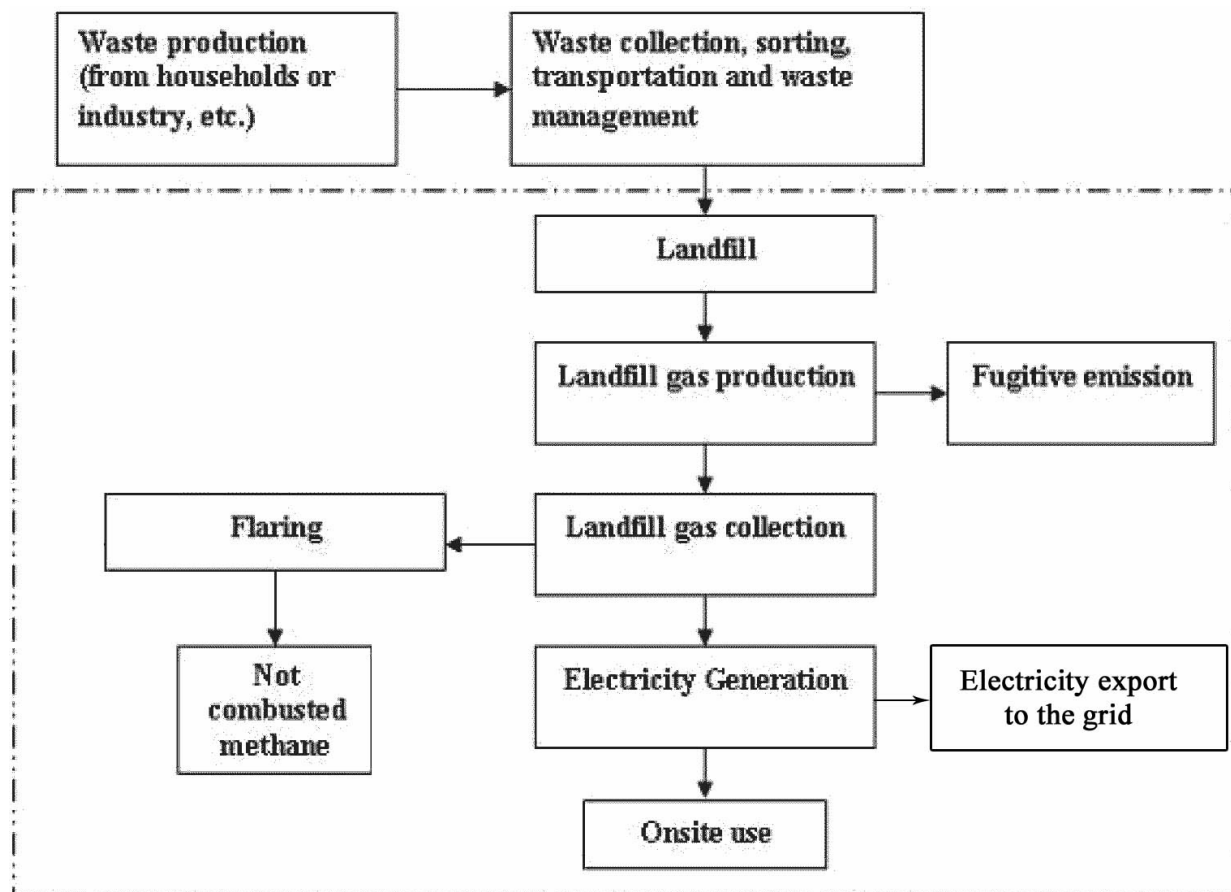 Waste production
(from households or
industry, etc.)
Waste collection, sorting,
transportation and waste
management
Landfill
Landfill gas production
Fugitive emission
Flaring
Landfill gas collection
Not
combusted
methane
Electricity Generation
Electricity export
to the grid
Onsite use